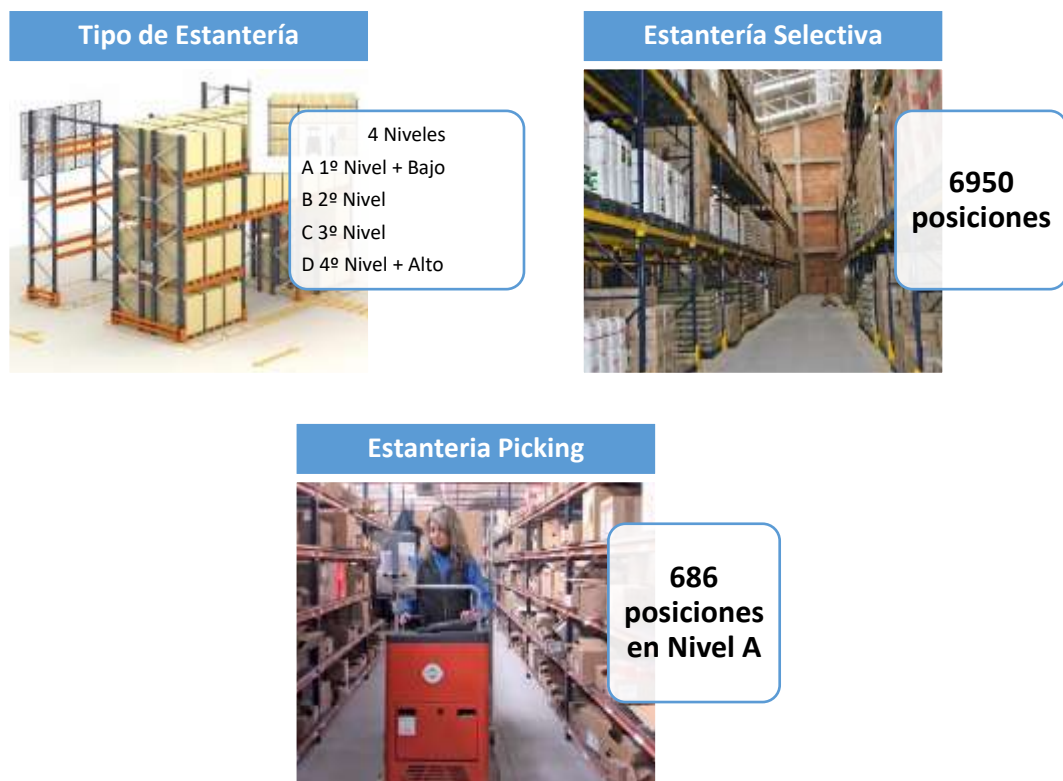 Tipo de Estantería
4 Niveles
A 1º Nivel + Bajo
B 2º Nivel
C 3º Nivel
D 4º Nivel + Alto
Estantería Selectiva
6950
posiciones
Estanteria Picking
686
posiciones
en Nivel A